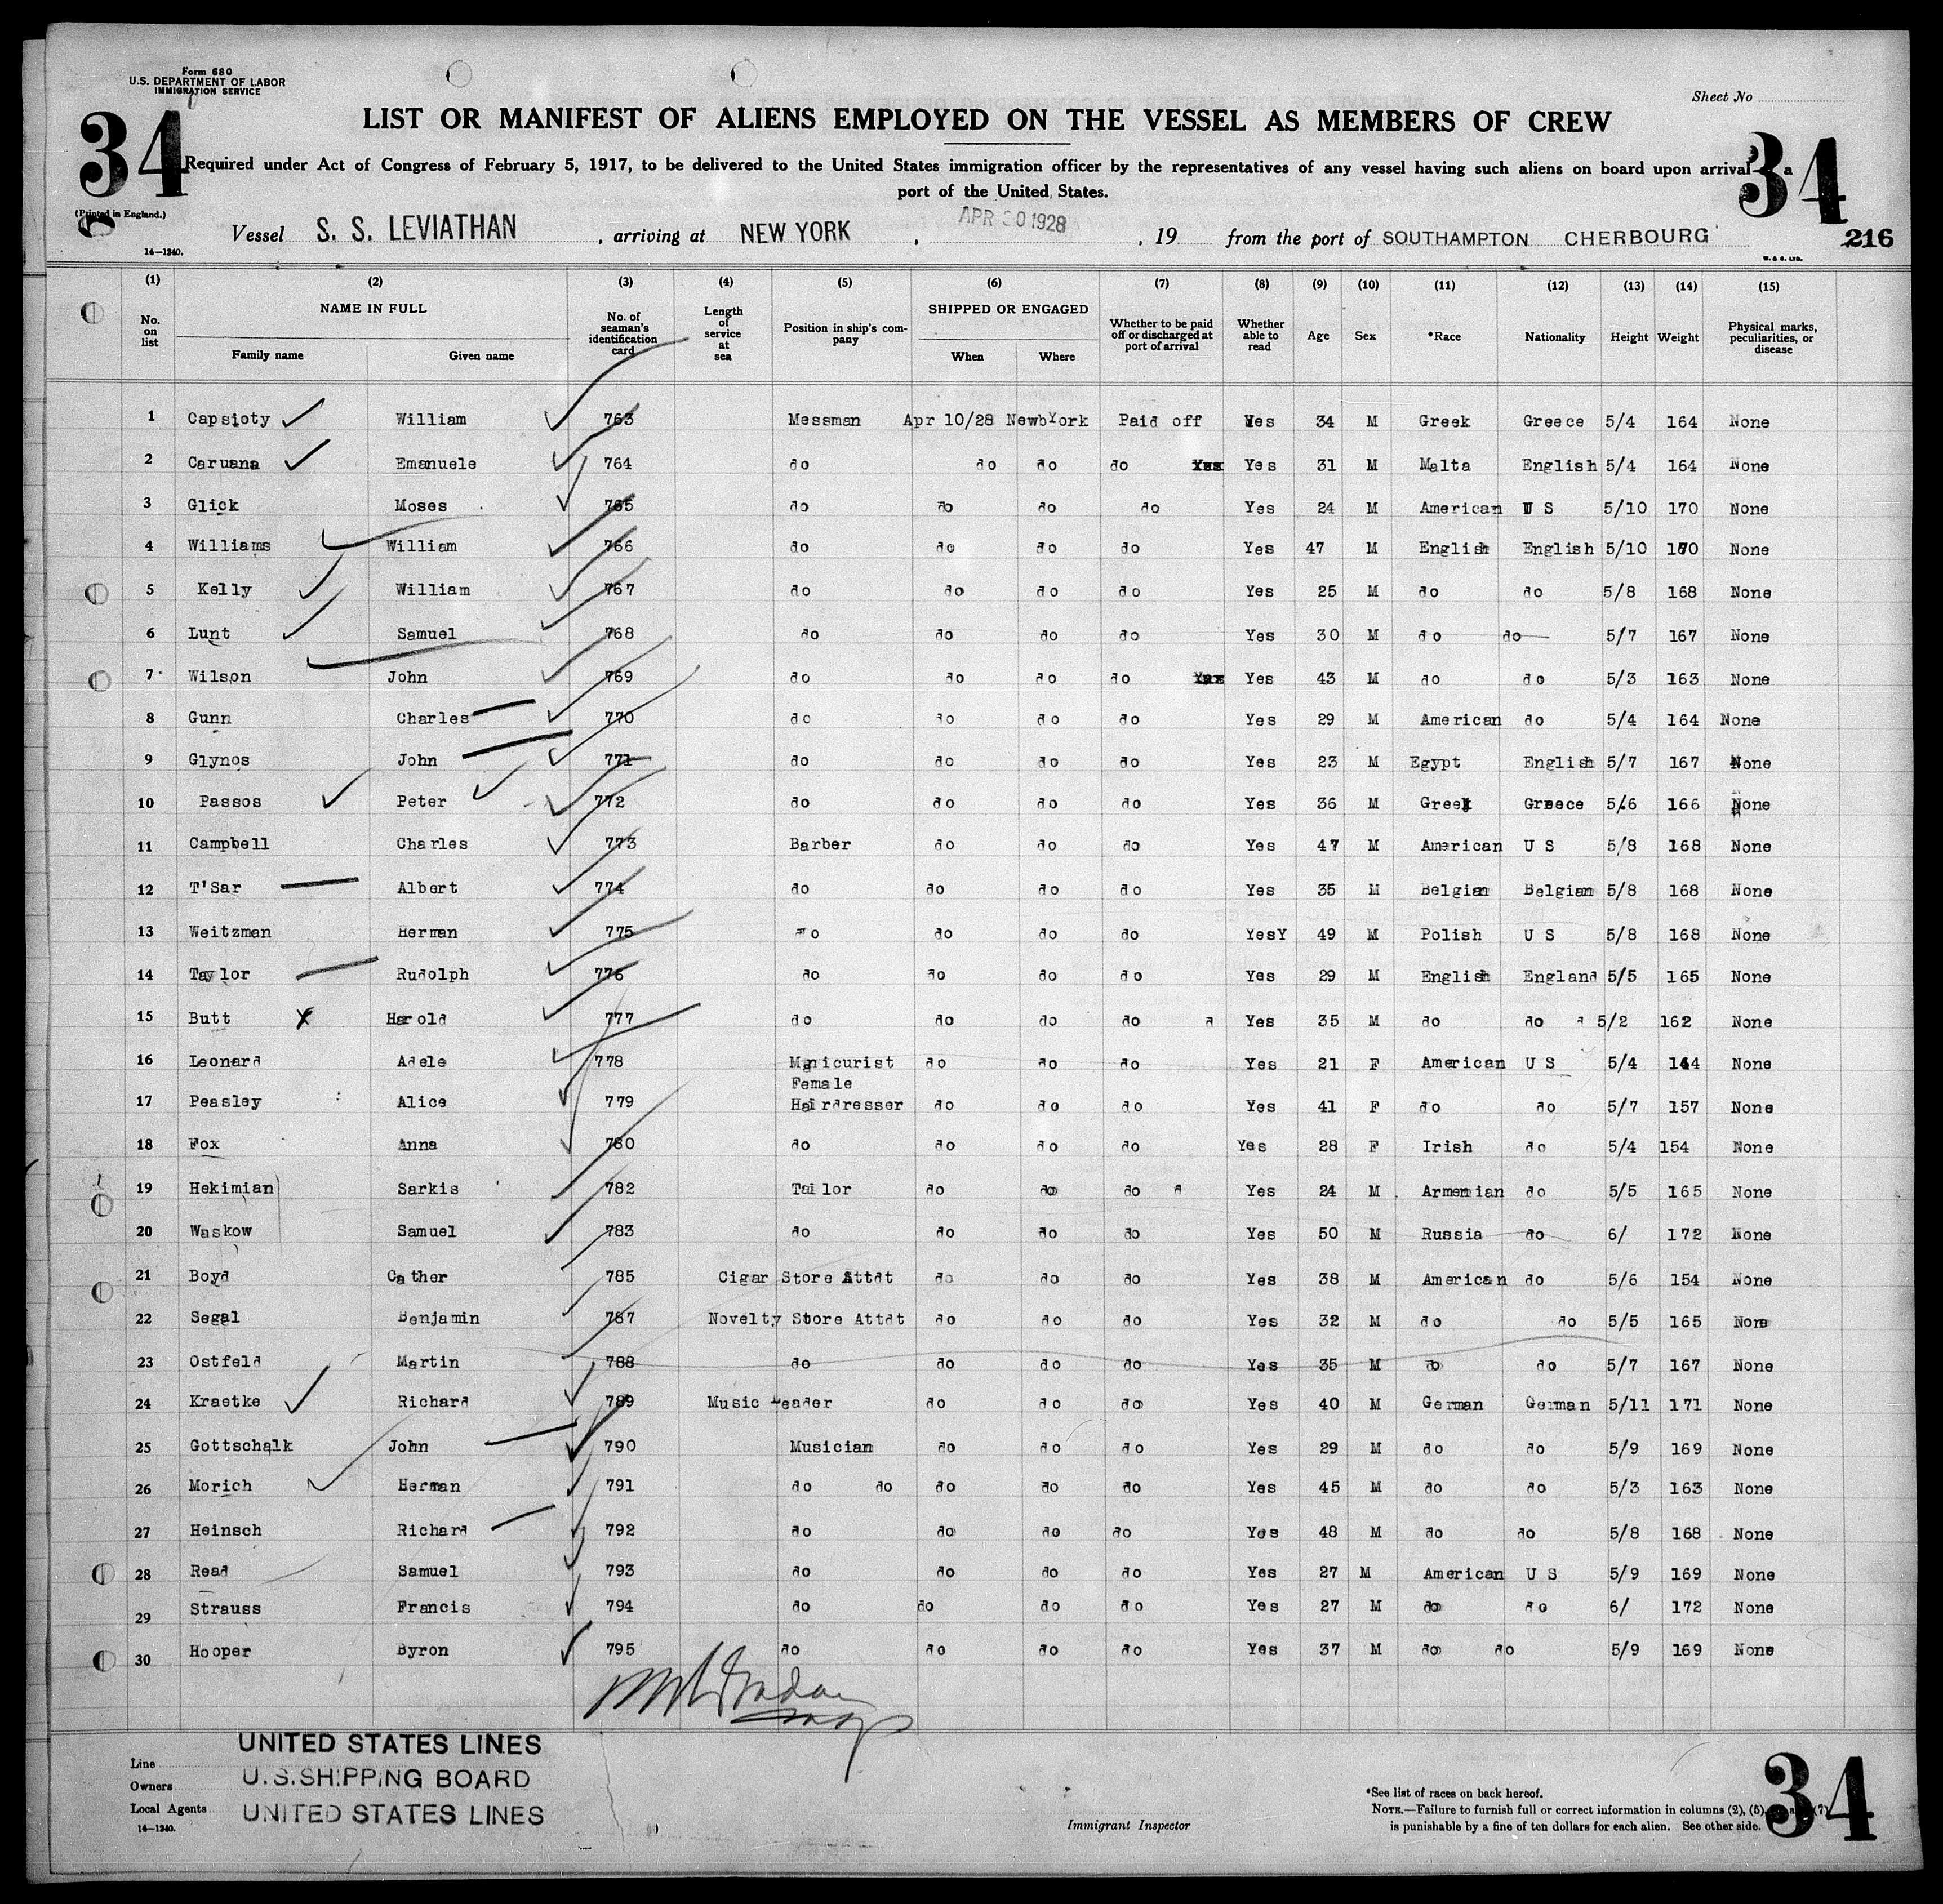 Form 680
U.S. DEPARTMENT OF LABOR
IMMIGRATION SERVICE
Sheet No
34
34
LIST OR MANIFEST OF ALIENS EMPLOYED ON THE VESSEL AS MEMBERS OF CREW
Required under Act of Congress of February 5, 1917, to be delivered to the United States immigration officer by the representatives of any vessel having such aliens on board upon arrival a
port of the United States.
(Printed in England.)
Vessel S. S. LEVIATHAN , arriving at NEW YORK , APR 30 1928 , 19 from the port of SOUTHAMPTON CHERBOURG
216
14—1240.
W. & S. LTD.
(1) (2) (3) (4) (5) (6) (7) (8) (9) (10) (11) (12) (13) (14) (15)
No. on list NAME IN FULL Family name Given name No. of seaman's identification card Length of service at sea Position in ship's company SHIPPED OR ENGAGED When Where Whether to be paid off or discharged at port of arrival Whether able to read Age Sex *Race Nationality Height Weight Physical marks, peculiarities, or disease
1 Capsioty William 763 Messman Apr 10/28 NewbYork Paid off Yes 34 M Greek Greece 5/4 164 None
2 Caruana Emanuele 764 do do do do Yes Yes 31 M Malta English 5/4 164 None
3 Glick Moses 765 do do do do Yes 24 M American U S 5/10 170 None
4 Williams William 766 do do do do Yes 47 M English English 5/10 170 None
5 Kelly William 767 do do do do Yes 25 M do do 5/8 168 None
6 Lunt Samuel 768 do do do do Yes 30 M do do 5/7 167 None
7 Wilson John 769 do do do do Yes Yes 43 M do do 5/3 163 None
8 Gunn Charles 770 do do do do Yes 29 M American do 5/4 164 None
9 Glynos John 771 do do do do Yes 23 M Egypt English 5/7 167 None
10 Passos Peter 772 do do do do Yes 36 M Greek Greece 5/6 166 None
11 Campbell Charles 773 Barber do do do Yes 47 M American U S 5/8 168 None
12 T'Sar Albert 774 do do do do Yes 35 M Belgian Belgian 5/8 168 None
13 Weitzman Herman 775 do do do do YesY 49 M Polish U S 5/8 168 None
14 Taylor Rudolph 776 do do do do Yes 29 M English England 5/5 165 None
15 Butt Harold 777 do do do do a Yes 35 M do do 5/2 162 None
16 Leonard Adele 778 Manicurist do do do Yes 21 F American U S 5/4 144 None
17 Peasley Alice 779 Female Hairdresser do do do Yes 41 F do do 5/7 157 None
18 Fox Anna 780 do do do do Yes 28 F Irish do 5/4 154 None
19 Hekimian Sarkis 782 Tailor do do do Yes 24 M Armenian do 5/5 165 None
20 Waskow Samuel 783 do do do do Yes 50 M Russia do 6/ 172 None
21 Boyd Cather 785 Cigar Store Attdt do do do Yes 38 M American do 5/6 154 None
22 Segal Benjamin 787 Novelty Store Attdt do do do Yes 32 M do do 5/5 165 None
23 Ostfeld Martin 788 do do do do Yes 35 M do do 5/7 167 None
24 Kraetke Richard 789 Music Leader do do do Yes 40 M German German 5/11 171 None
25 Gottschalk John 790 Musician do do do Yes 29 M do do 5/9 169 None
26 Morich Herman 791 do do do do do Yes 45 M do do 5/3 163 None
27 Heinsch Richard 792 do do do do Yes 48 M do do 5/8 168 None
28 Read Samuel 793 do do do do Yes 27 M American U S 5/9 169 None
29 Strauss Francis 794 do do do do Yes 27 M do do 6/ 172 None
30 Hooper Byron 795 do do do do Yes 37 M do do 5/9 169 None
Line UNITED STATES LINES
Owners U.S. SHIPPING BOARD
Local Agents UNITED STATES LINES
14—1240.
Immigrant Inspector
*See list of races on back hereof.
NOTE.—Failure to furnish full or correct information in columns (2), (5), (7)
is punishable by a fine of ten dollars for each alien. See other side.
34